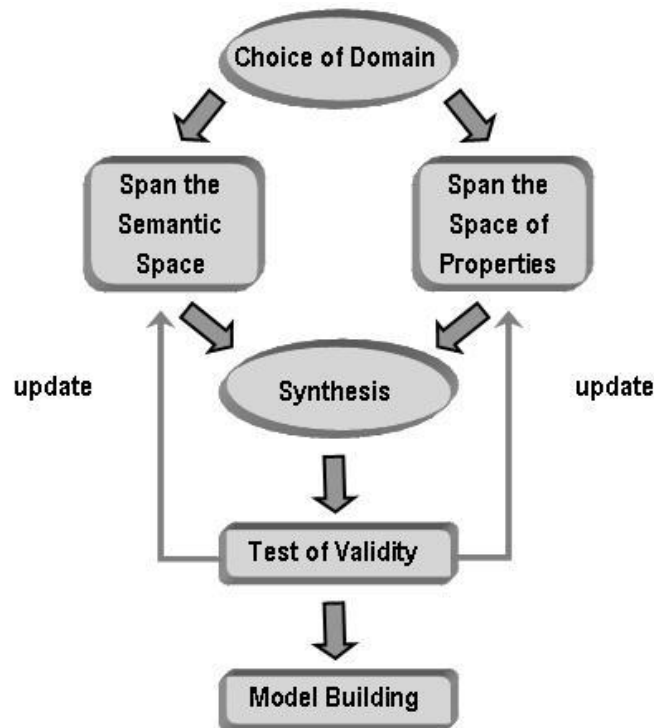 Choice of Domain
Span the
Semantic
Space
Span the
Space of
Properties
Synthesis
update
update
Test of Validity
Model Building